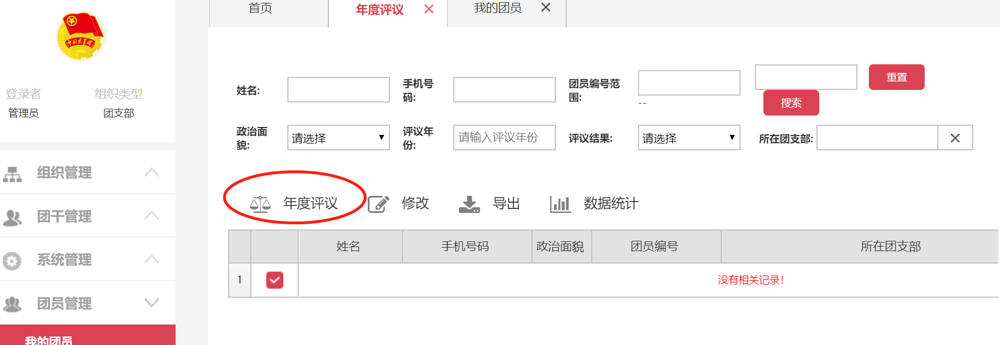 首页
年度评议
我的团员
中国共青团
登录者
组织类型
管理员
团支部
组织管理
团干管理
系统管理
团员管理
我的团员
姓名:
手机号
码:
团员编号范
围:
--
重置
搜索
政治面
貌:
请选择
评议年
份:
请输入评议年份
评议结果:
请选择
所在团支部:
年度评议
修改
导出
数据统计
姓名
手机号码
政治面貌
团员编号
所在团支部
1
没有相关记录!